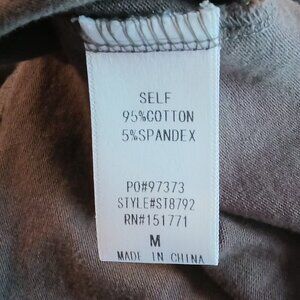 SELF
95%COTTON
5%SPANDEX
PO#97373
STYLE#ST8792
RN#151771
M
MADE IN CHINA